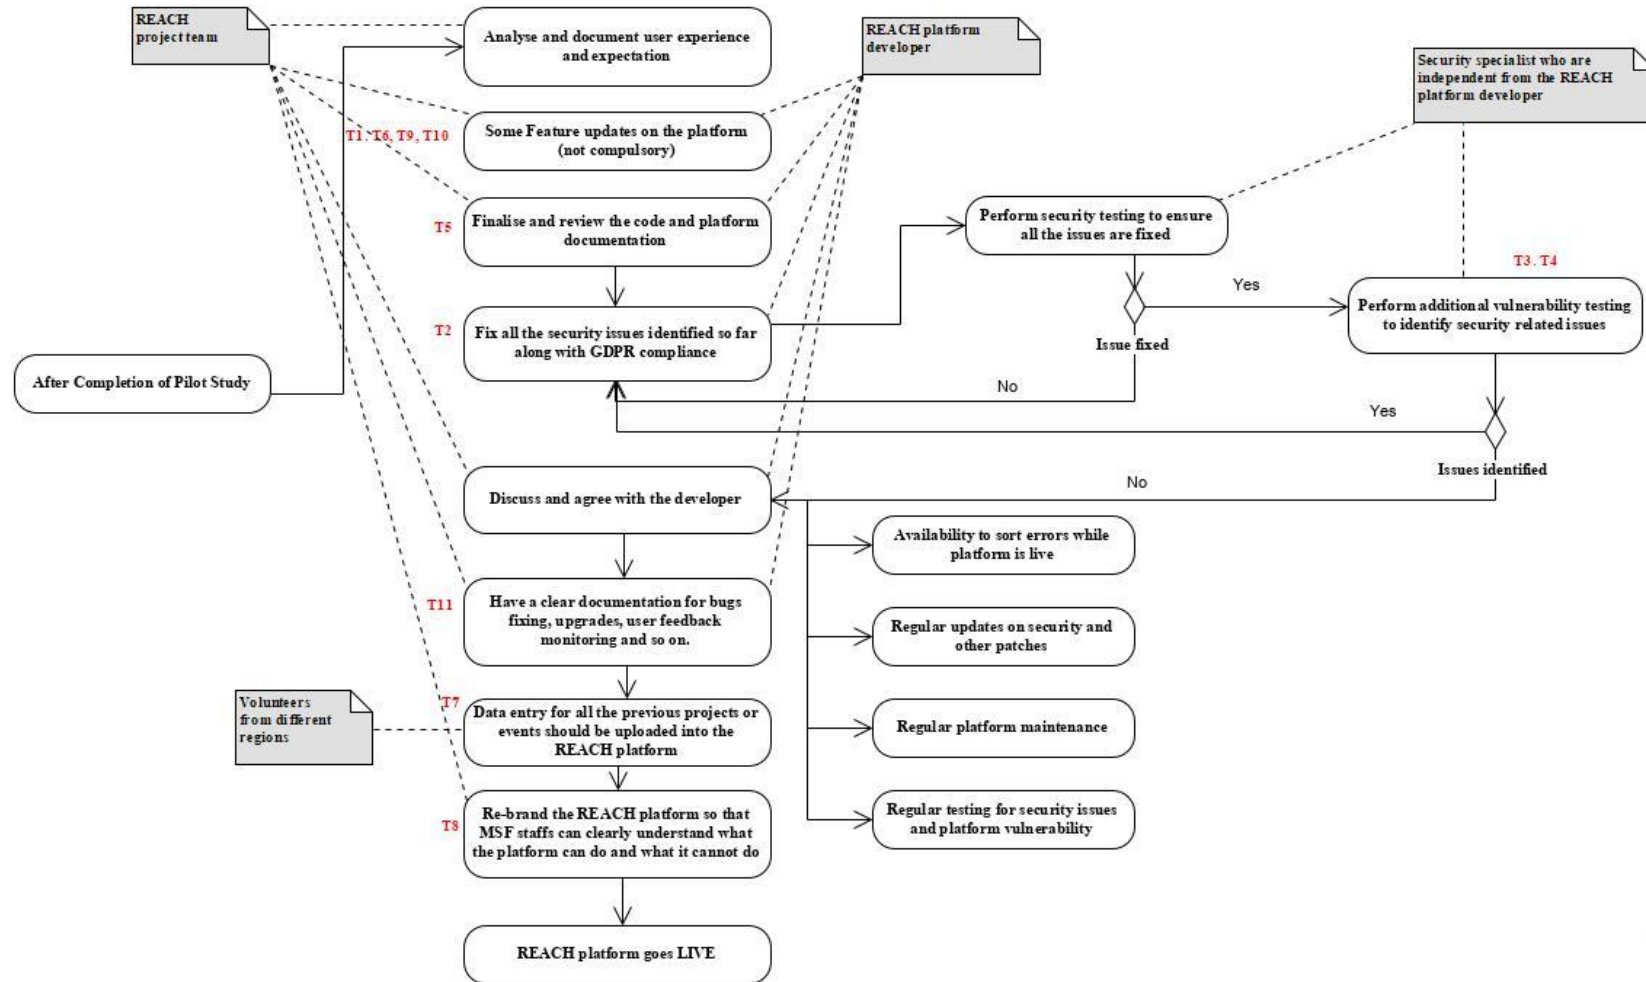 REACH
project team
Analyse and document user experience
and expectation
REACH platform
developer
Security specialist who are
independent from the REACH
platform developer
T1. T6, T9, T10
Some Feature updates on the platform
(not compulsory)
T5
Finalise and review the code and platform
documentation
Perform security testing to ensure
all the issues are fixed
T3. T4
Yes
Perform additional vulnerability testing
to identify security related issues
T2
Fix all the security issues identified so far
along with GDPR compliance
Issue fixed
After Completion of Pilot Study
No
Yes
Issues identified
No
Discuss and agree with the developer
Availability to sort errors while
platform is live
T11
Have a clear documentation for bugs
fixing, upgrades, user feedback
monitoring and so on.
Regular updates on security and
other patches
Volunteers
from different
regions
T7
Data entry for all the previous projects or
events should be uploaded into the
REACH platform
Regular platform maintenance
T8
Re-brand the REACH platform so that
MSF staffs can clearly understand what
the platform can do and what it cannot do
Regular testing for security issues
and platform vulnerability
REACH platform goes LIVE